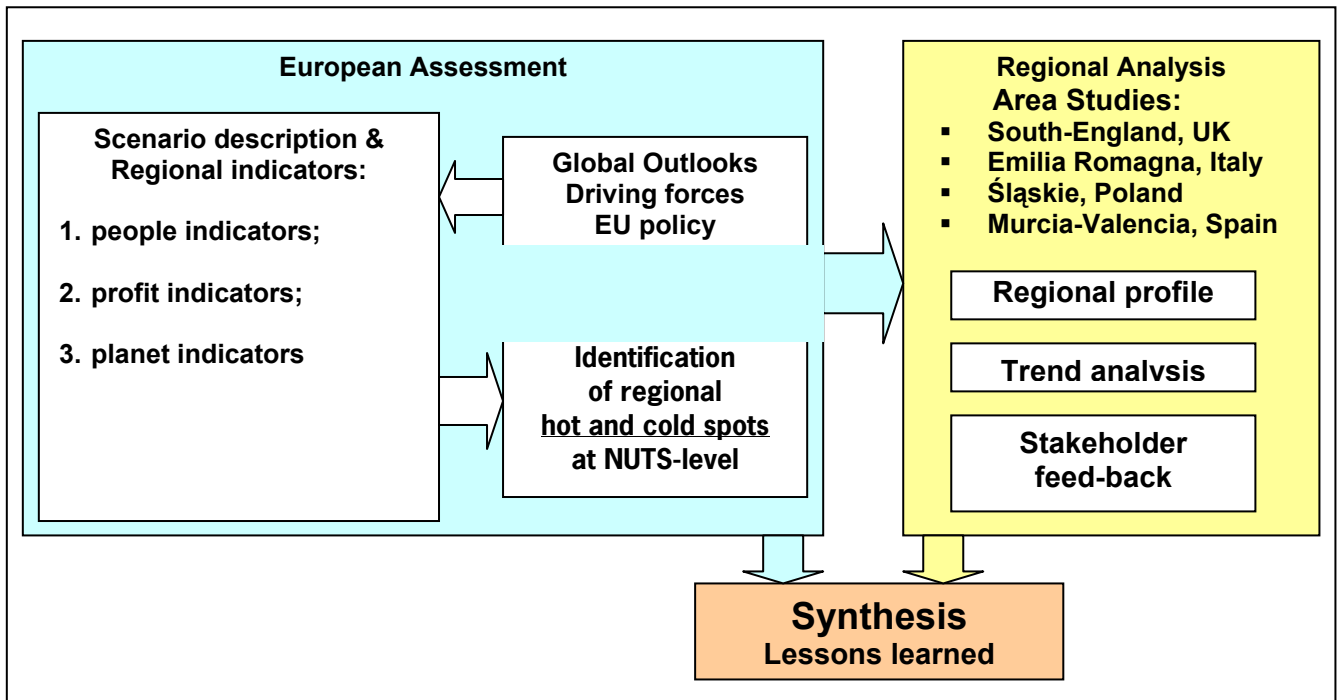 European Assessment
Scenario description &
Regional indicators:
1. people indicators;
2. profit indicators;
3. planet indicators
Global Outlooks
Driving forces
EU policy
Identification
of regional
hot and cold spots
at NUTS-level
Regional Analysis
Area Studies:
▪ South-England, UK
▪ Emilia Romagna, Italy
▪ Śląskie, Poland
▪ Murcia-Valencia, Spain
Regional profile
Trend analysis
Stakeholder
feed-back
Synthesis
Lessons learned